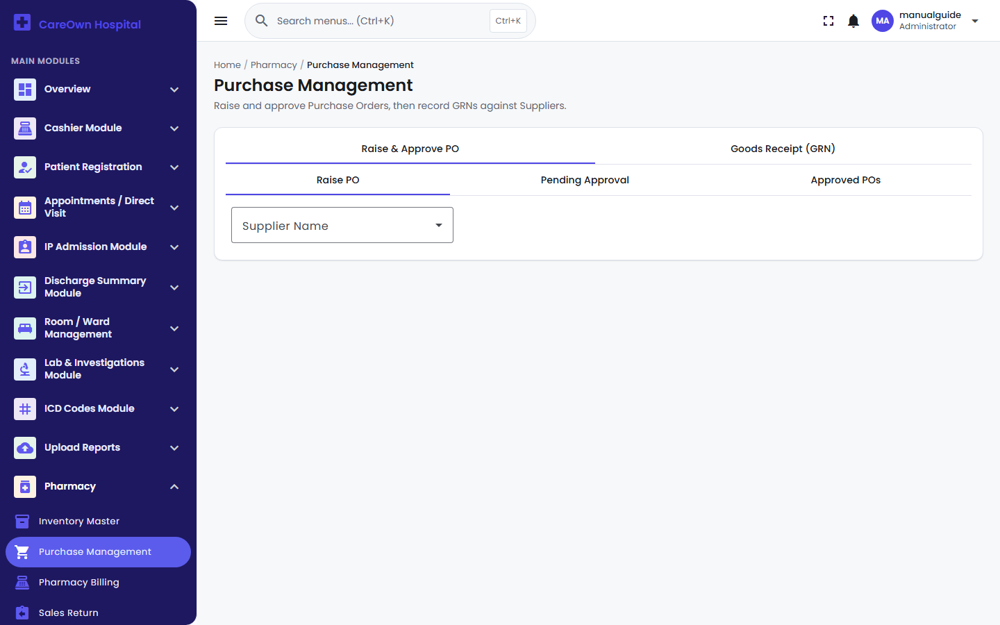 CareOwn Hospital
MAIN MODULES
Overview
Cashier Module
Patient Registration
Appointments / Direct
Visit
IP Admission Module
Discharge Summary
Module
Room / Ward
Management
Lab & Investigations
Module
ICD Codes Module
Upload Reports
Pharmacy
Inventory Master
Purchase Management
Pharmacy Billing
Sales Return
Search menus... (Ctrl+K)
Ctrl+K
MA
manualguide
Administrator
Home / Pharmacy / Purchase Management
Purchase Management
Raise and approve Purchase Orders, then record GRNs against Suppliers.
Raise & Approve PO
Goods Receipt (GRN)
Raise PO
Pending Approval
Approved POs
Supplier Name